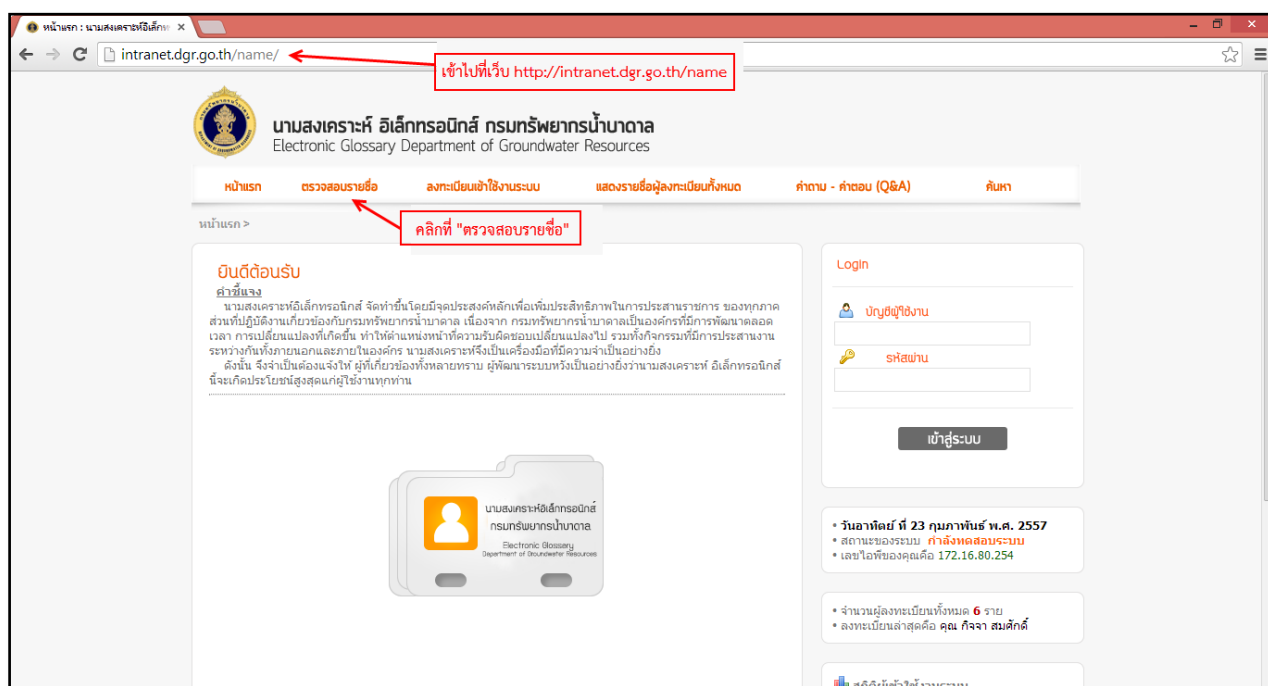 หน้าแรก : นามสงเคราะห์อิเล็กท
intranet.dgr.go.th/name/
เข้าไปที่เว็บ http://intranet.dgr.go.th/name
นามสงเคราะห์ อิเล็กทรอนิกส์ กรมทรัพยากรน้ำบาดาล
Electronic Glossary Department of Groundwater Resources
หน้าแรก ตรวจสอบรายชื่อ ลงทะเบียนเข้าใช้งานระบบ แสดงรายชื่อผู้ลงทะเบียนทั้งหมด คำถาม - คำตอบ (Q&A) ค้นหา
คลิกที่ "ตรวจสอบรายชื่อ"
หน้าแรก >
ยินดีต้อนรับ
คำชี้แจง
นามสงเคราะห์อิเล็กทรอนิกส์ จัดทำขึ้นโดยมีจุดประสงค์หลักเพื่อเพิ่มประสิทธิภาพในการประสานราชการ ของทุกภาค
ส่วนที่ปฏิบัติงานเกี่ยวข้องกับกรมทรัพยากรน้ำบาดาล เนื่องจาก กรมทรัพยากรน้ำบาดาลเป็นองค์กรที่มีการพัฒนาตลอด
เวลา การเปลี่ยนแปลงที่เกิดขึ้น ทำให้ตำแหน่งหน้าที่ความรับผิดชอบเปลี่ยนแปลงไป รวมทั้งกิจกรรมที่มีการประสานงาน
ระหว่างกันทั้งภายนอกและภายในองค์กร นามสงเคราะห์จึงเป็นเครื่องมือที่มีความจำเป็นอย่างยิ่ง
ดังนั้น จึงจำเป็นต้องแจ้งให้ ผู้ที่เกี่ยวข้องทั้งหลายทราบ ผู้พัฒนาระบบหวังเป็นอย่างยิ่งว่านามสงเคราะห์ อิเล็กทรอนิกส์
นี้จะเกิดประโยชน์สูงสุดแก่ผู้ใช้งานทุกท่าน
นามสงเคราะห์อิเล็กทรอนิกส์
กรมทรัพยากรน้ำบาดาล
Electronic Glossary
Department of Groundwater Resources
Login
บัญชีผู้ใช้งาน
รหัสผ่าน
เข้าสู่ระบบ
• วันอาทิตย์ ที่ 23 กุมภาพันธ์ พ.ศ. 2557
• สถานะของระบบ กำลังทดสอบระบบ
• เลขไอพีของคุณคือ 172.16.80.254
• จำนวนผู้ลงทะเบียนทั้งหมด 6 ราย
• ลงทะเบียนล่าสุดคือ คุณ กิจจา สมศักดิ์